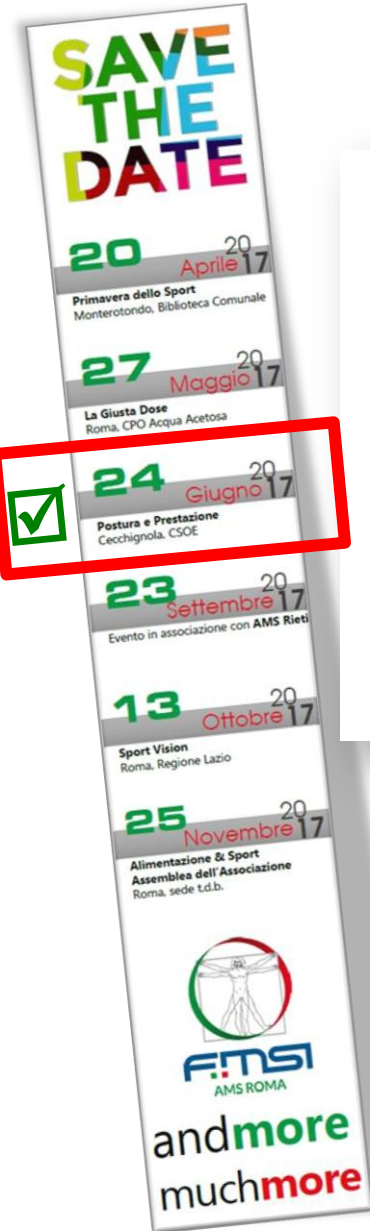 SAVE
THE
DATE
20 Aprile 2017
Primavera dello Sport
Monterotondo, Biblioteca Comunale
27 Maggio 2017
La Giusta Dose
Roma, CPO Acqua Acetosa
24 Giugno 2017
Postura e Prestazione
Cecchignola, CSOE
23 Settembre 2017
Evento in associazione con AMS Rieti
13 Ottobre 2017
Sport Vision
Roma, Regione Lazio
25 Novembre 2017
Alimentazione & Sport
Assemblea dell'Associazione
Roma, sede t.d.b.
FMSI
AMS ROMA
andmore
muchmore